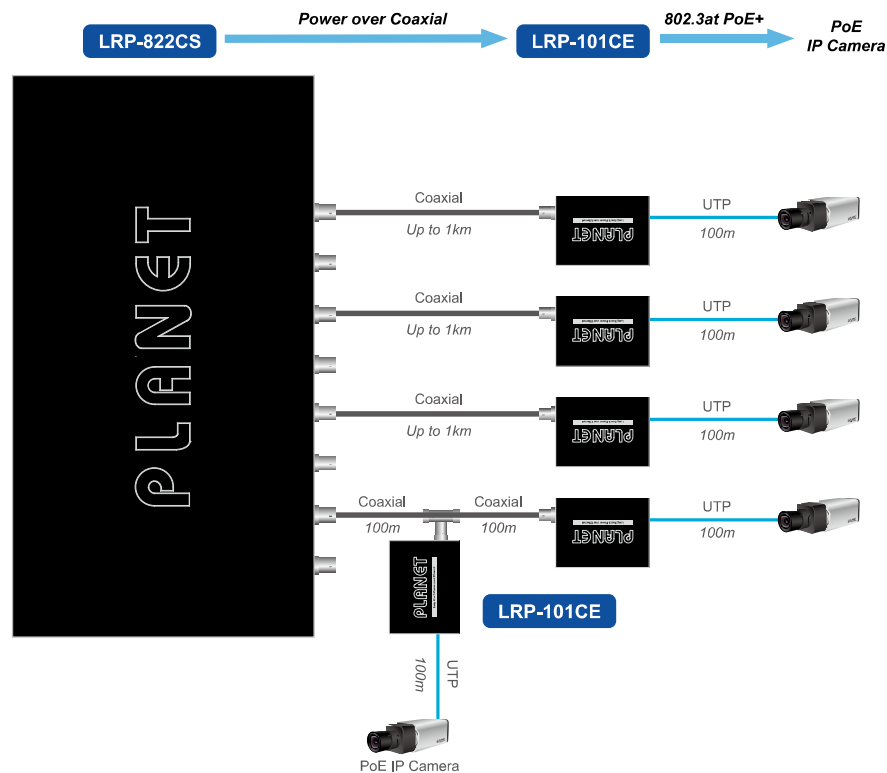 Power over Coaxial
802.3at PoE+
PoE
IP Camera
LRP-822CS
LRP-101CE
PLANET
Coaxial
Up to 1km
PLANET
UTP
100m
Coaxial
Up to 1km
PLANET
UTP
100m
Coaxial
Up to 1km
PLANET
UTP
100m
Coaxial
100m
Coaxial
100m
PLANET
UTP
100m
PLANET
LRP-101CE
UTP
100m
PoE IP Camera